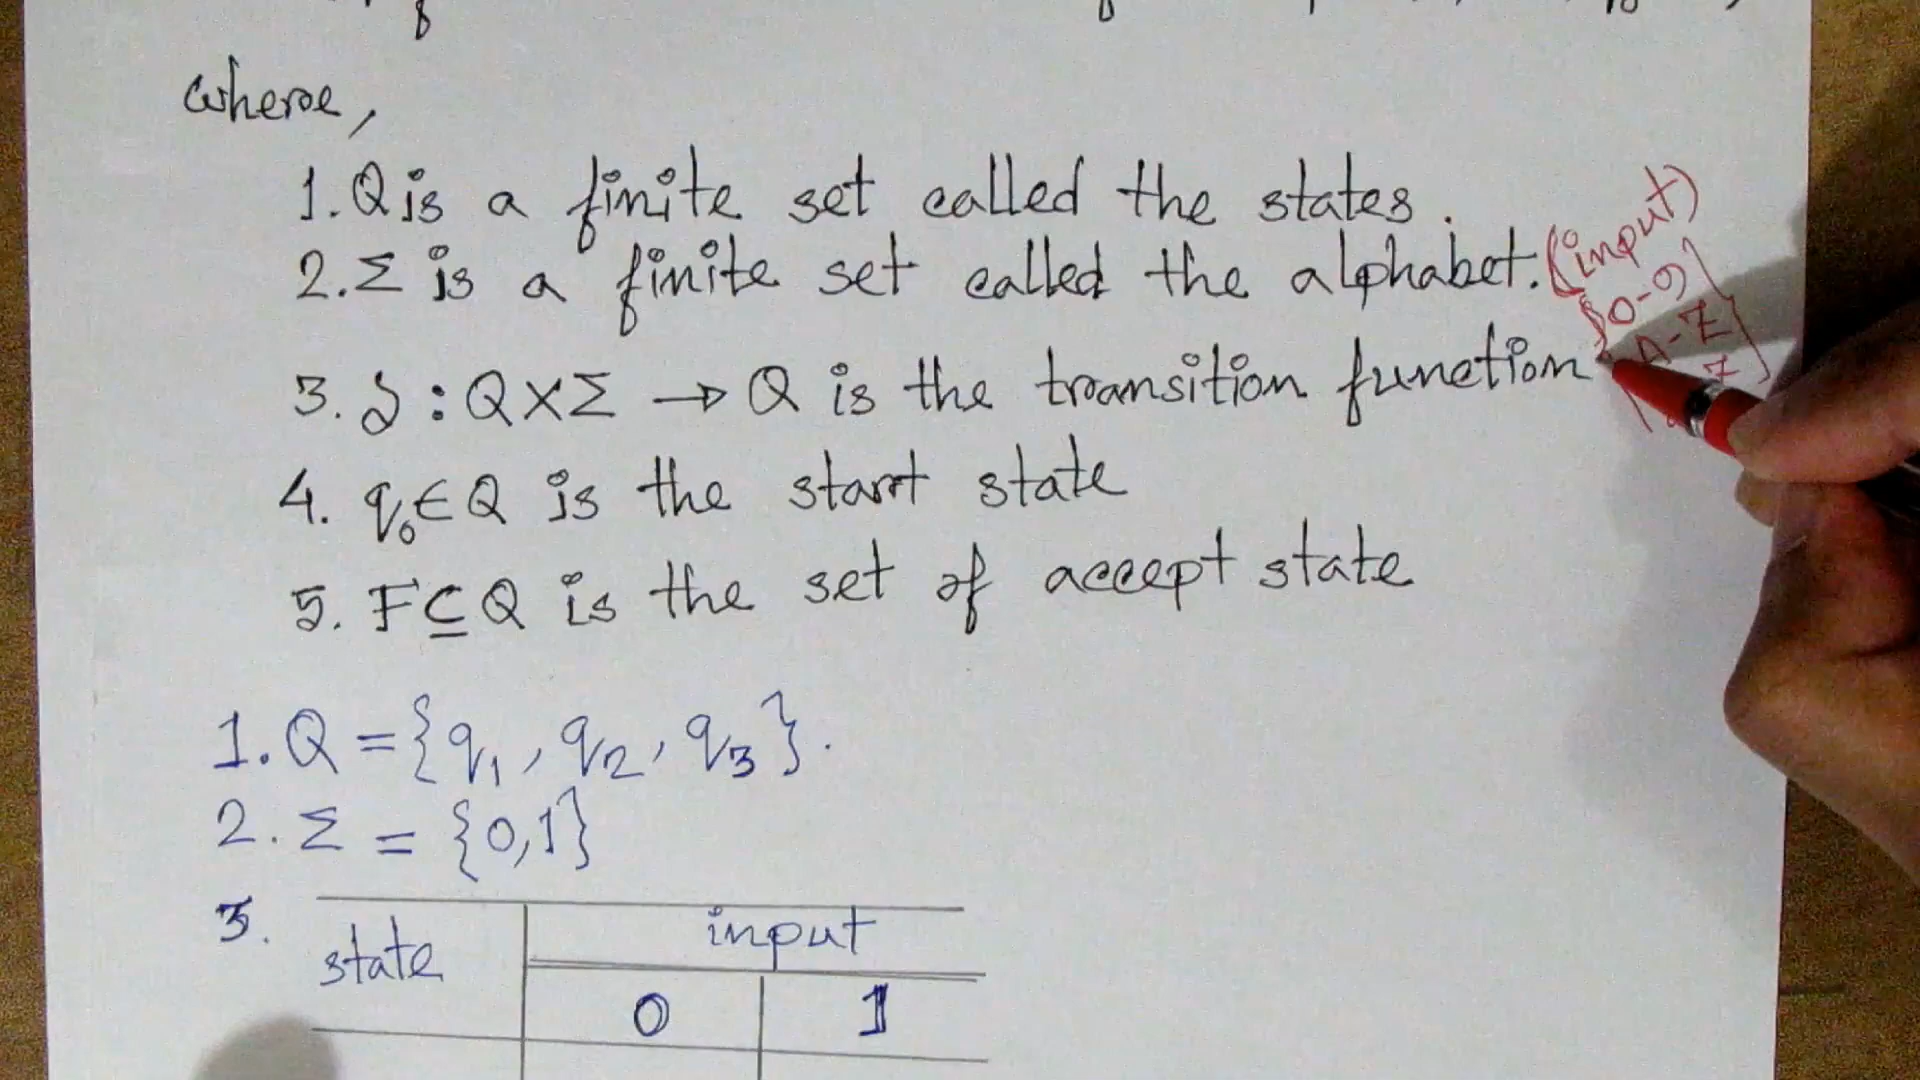 where,
1. Q is a finite set called the states.
2. Σ is a finite set called the alphabet. (input)
{0-9
A-Z
3. δ : Q X Σ → Q is the transition function
4. q₀ ∈ Q is the start state
5. F ⊆ Q is the set of accept state
1. Q = {q₁, q₂, q₃}.
2. Σ = {0,1}
3.
state input
0 1